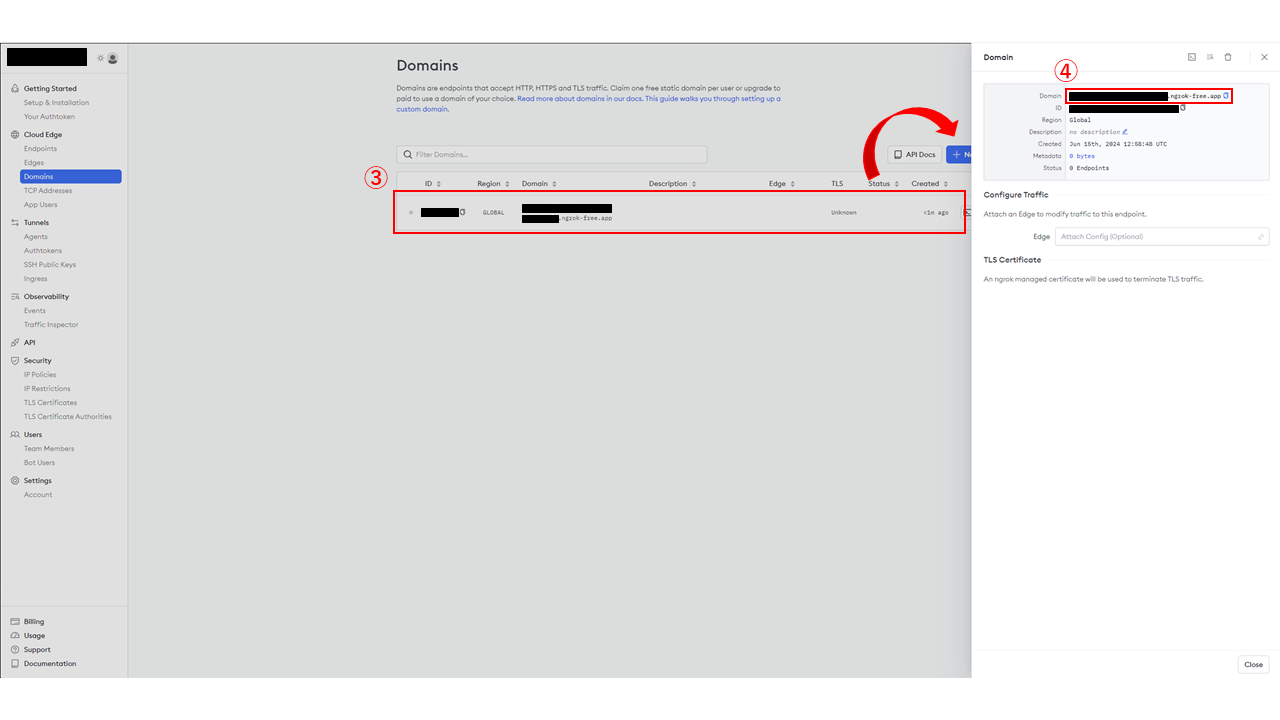 Getting Started
Setup & Installation
Your Authtoken
Cloud Edge
Endpoints
Edges
Domains
TCP Addresses
App Users
Tunnels
Agents
Authtokens
SSH Public Keys
Ingress
Observability
Events
Traffic Inspector
API
Security
IP Policies
IP Restrictions
TLS Certificates
TLS Certificate Authorities
Users
Team Members
Bot Users
Settings
Account
Billing
Usage
Support
Documentation
Domains
Domains are endpoints that accept HTTP, HTTPS and TLS traffic. Claim one free static domain per user or upgrade to
paid to use a domain of your choice. Read more about domains in our docs. This guide walks you through setting up a
custom domain.
Filter Domains...
API Docs
③
ID Region Domain Description Edge TLS Status Created
GLOBAL
.ngrok-free.app
Unknown
<1m ago
Domain
④
Domain .ngrok-free.app
ID
Region Global
Description no description
Created Jun 15th, 2024 12:58:48 UTC
Metadata 0 bytes
Status 0 Endpoints
Configure Traffic
Attach an Edge to modify traffic to this endpoint.
Edge Attach Config (Optional)
TLS Certificate
An ngrok managed certificate will be used to terminate TLS traffic.
Close